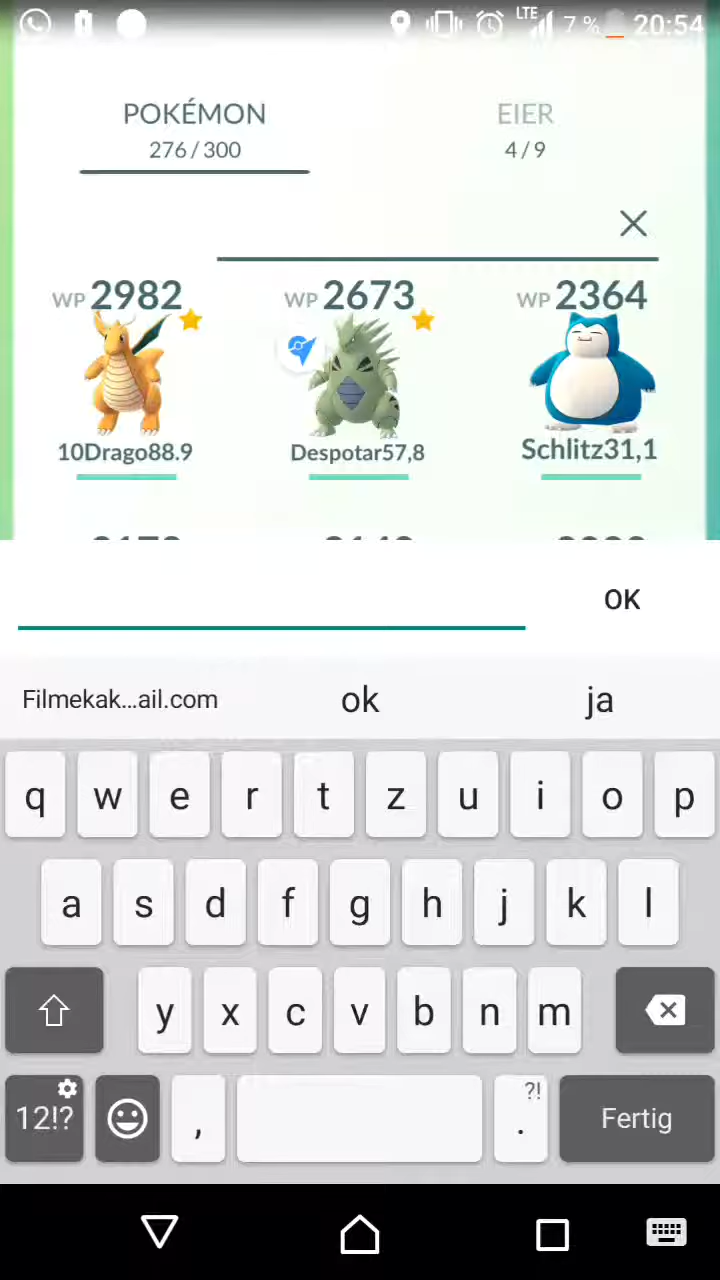 LTE 7 % 20:54
POKÉMON EIER
276/300 4/9
WP 2982 WP 2673 WP 2364
10Drago88.9 Despotar57,8 Schlitz31,1
OK
Filmekak...ail.com ok ja
q w e r t z u i o p
a s d f g h j k l
y x c v b n m
12!? , . ?! Fertig